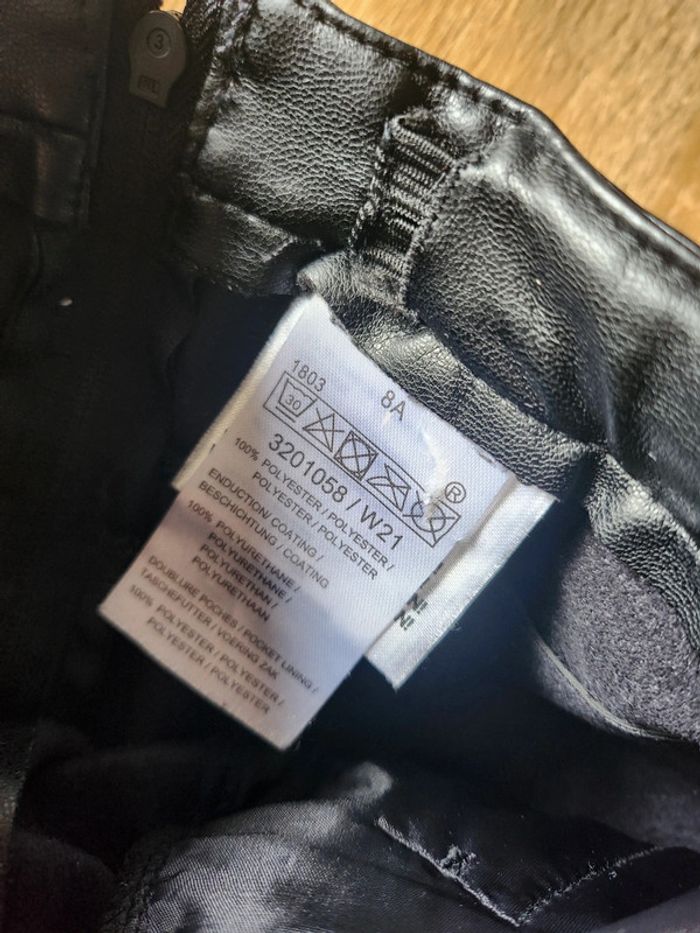 3
1803 8A
30
®
3201058 / W21
100% POLYESTER / POLYESTER /
POLYESTER / POLYESTER
ENDUCTION/ COATING /
BESCHICHTUNG / COATING
100% POLYURETHANE /
POLYURETHANE /
POLYURETHAN /
POLYURETHAAN
DOUBLURE POCHES / POCKET LINING /
TASCHEFUTTER / VOERING ZAK
100% POLYESTER / POLYESTER /
POLYESTER / POLYESTER